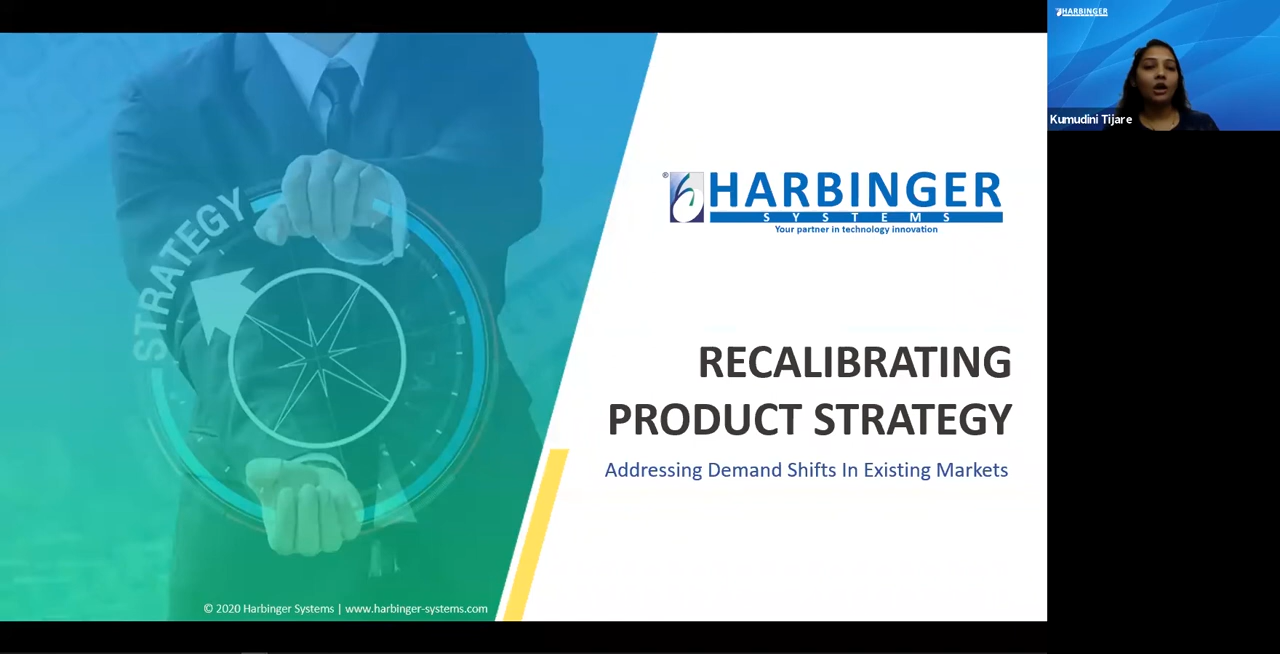 STRATEGY
® HARBINGER
SYSTEMS
Your partner in technology innovation
RECALIBRATING
PRODUCT STRATEGY
Addressing Demand Shifts In Existing Markets
© 2020 Harbinger Systems | www.harbinger-systems.com
HARBINGER
Kumudini Tijare